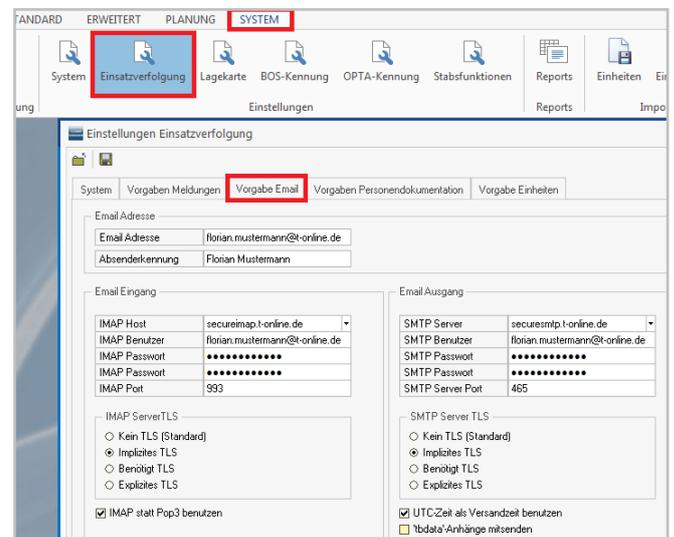 TANDARD ERWEITERT PLANUNG SYSTEM
System Einsatzverfolgung Lagekarte BOS-Kennung OPTA-Kennung Stabsfunktionen Reports Einheiten Ein
ung Einstellungen Reports Impo
Einstellungen Einsatzverfolgung
System Vorgaben Meldungen Vorgabe Email Vorgaben Personendokumentation Vorgabe Einheiten
Email Adresse
Email Adresse florian.mustermann@t-online.de
Absenderkennung Florian Mustermann
Email Eingang Email Ausgang
IMAP Host secureimap.t-online.de SMTP Server securesmtp.t-online.de
IMAP Benutzer florian.mustermann@t-online.de SMTP Benutzer florian.mustermann@t-online.de
IMAP Passwort ●●●●●●●●●●●● SMTP Passwort ●●●●●●●●●●●●
IMAP Passwort ●●●●●●●●●●●● SMTP Passwort ●●●●●●●●●●●●
IMAP Port 993 SMTP Server Port 465
IMAP ServerTLS SMTP Server TLS
Kein TLS (Standard) Kein TLS (Standard)
Implizites TLS Implizites TLS
Benötigt TLS Benötigt TLS
Explizites TLS Explizites TLS
IMAP statt Pop3 benutzen UTC-Zeit als Versandzeit benutzen
'tbdata'-Anhänge mitsenden